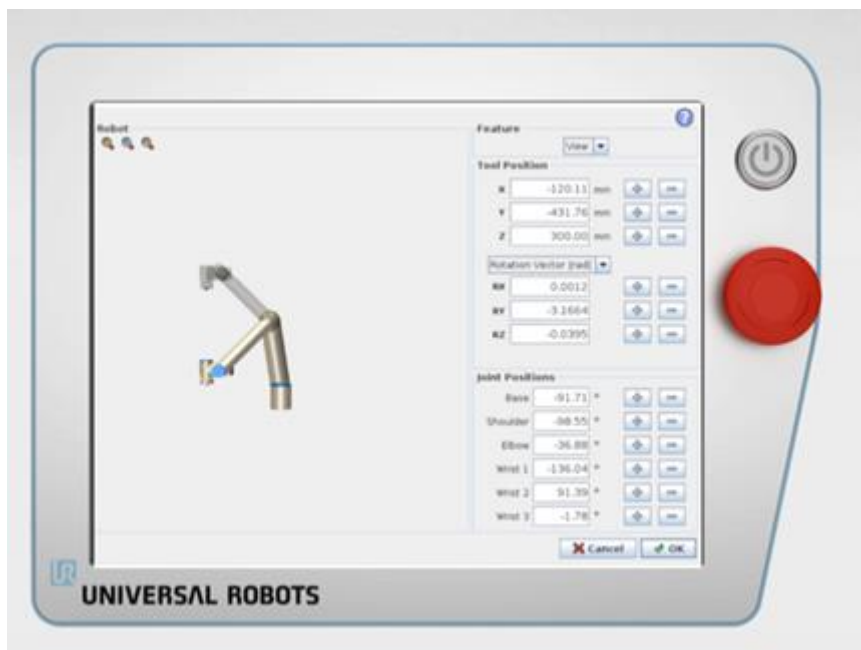 Robot
Feature
View
Tool Position
X -120.11 mm
Y -431.76 mm
Z 300.00 mm
Rotation Vector [rad]
RX 0.0012
RY -3.1664
RZ -0.0395
Joint Positions
Base -91.71 °
Shoulder -98.55 °
Elbow -36.88 °
Wrist 1 -136.04 °
Wrist 2 91.39 °
Wrist 3 -1.78 °
Cancel OK
UR
UNIVERSAL ROBOTS